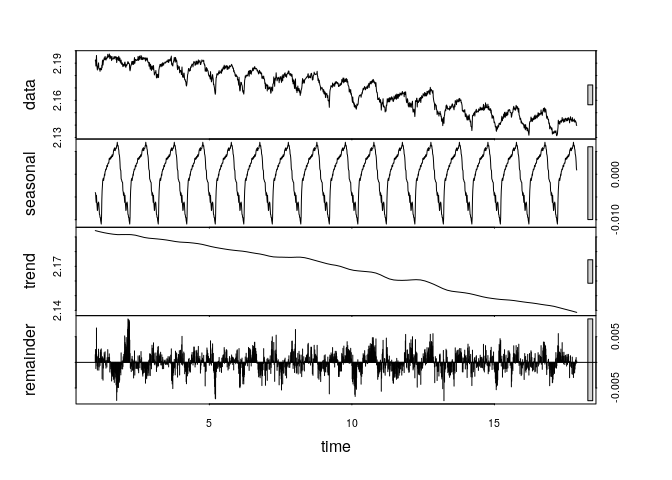 data
2.13 2.16 2.19
seasonal
-0.010 0.000
trend
2.14 2.17
remainder
-0.005 0.005
5 10 15
time